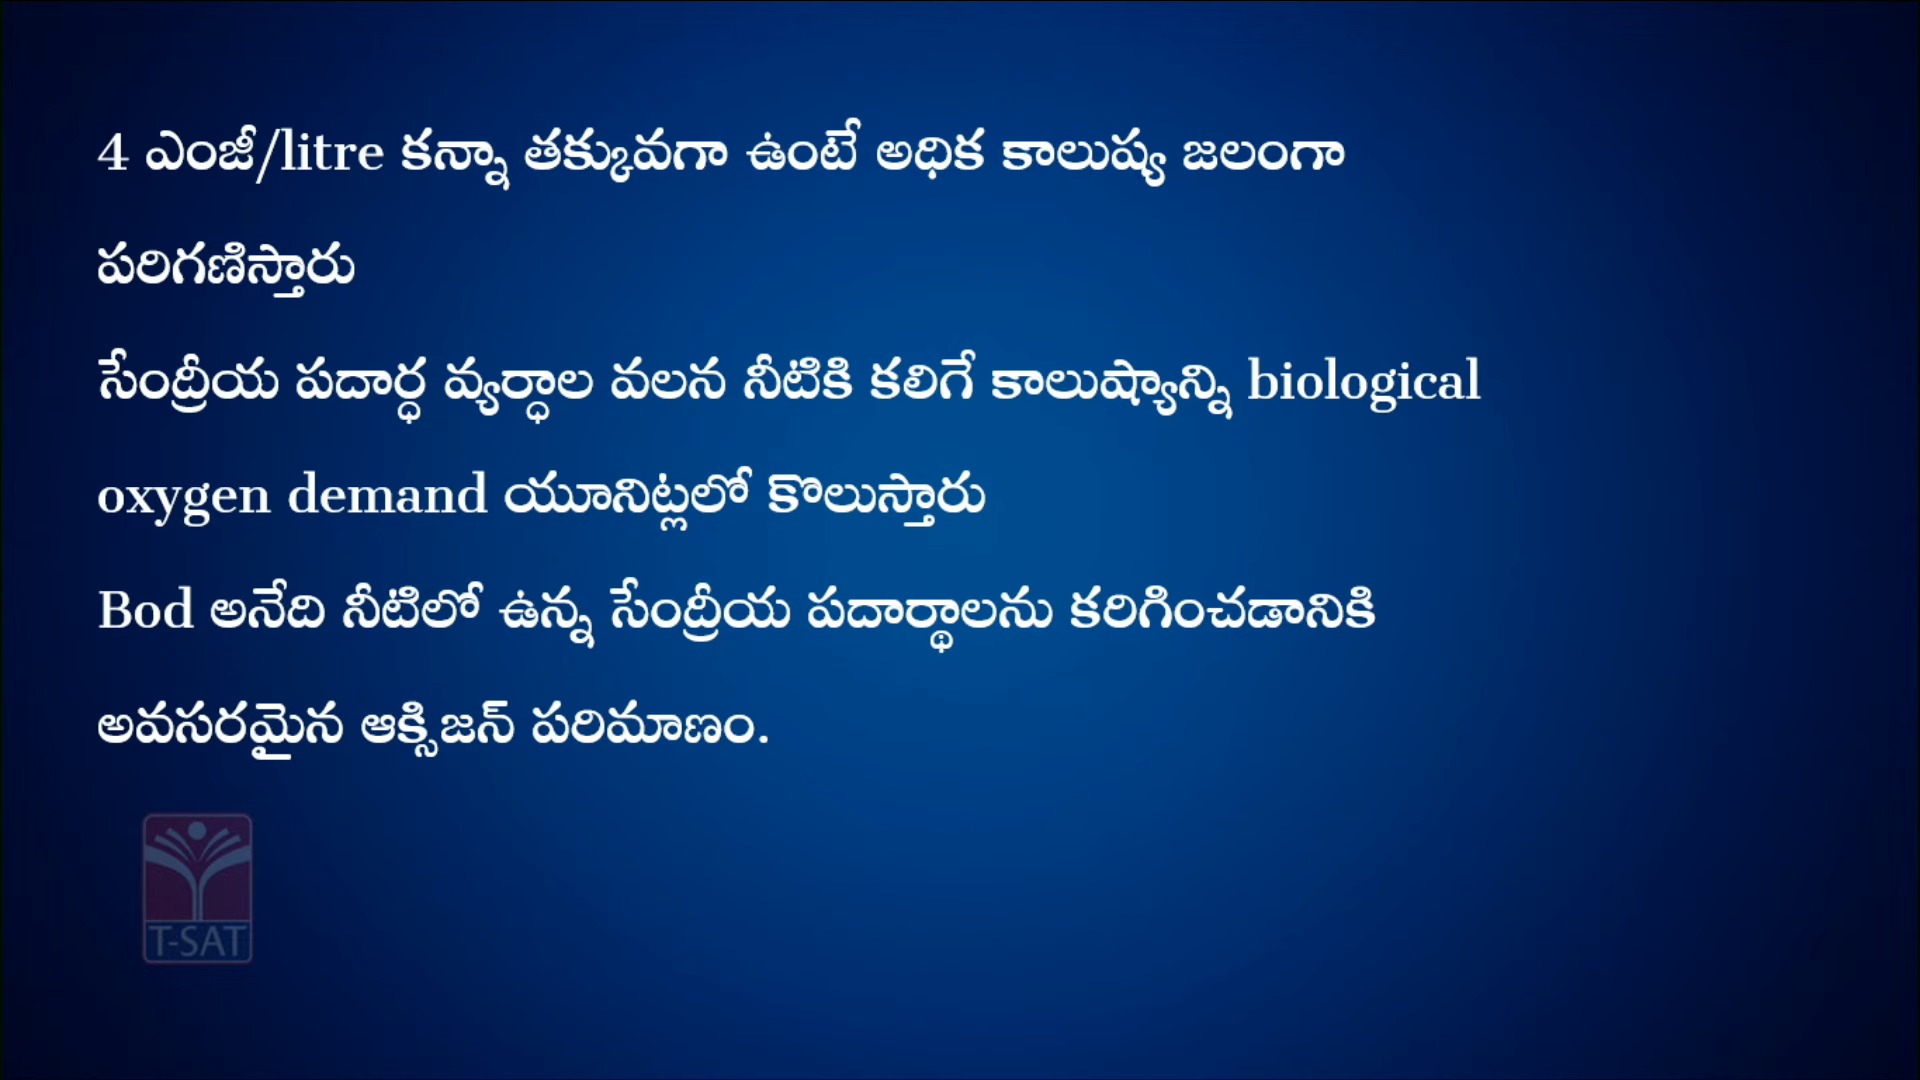 4 ఎంజీ/litre కన్నా తక్కువగా ఉంటే అధిక కాలుష్య జలంగా
పరిగణిస్తారు
సేంద్రీయ పదార్ధ వ్యర్ధాల వలన నీటికి కలిగే కాలుష్యాన్ని biological
oxygen demand యూనిట్లలో కొలుస్తారు
Bod అనేది నీటిలో ఉన్న సేంద్రీయ పదార్థాలను కరిగించడానికి
అవసరమైన ఆక్సిజన్ పరిమాణం.
T-SAT